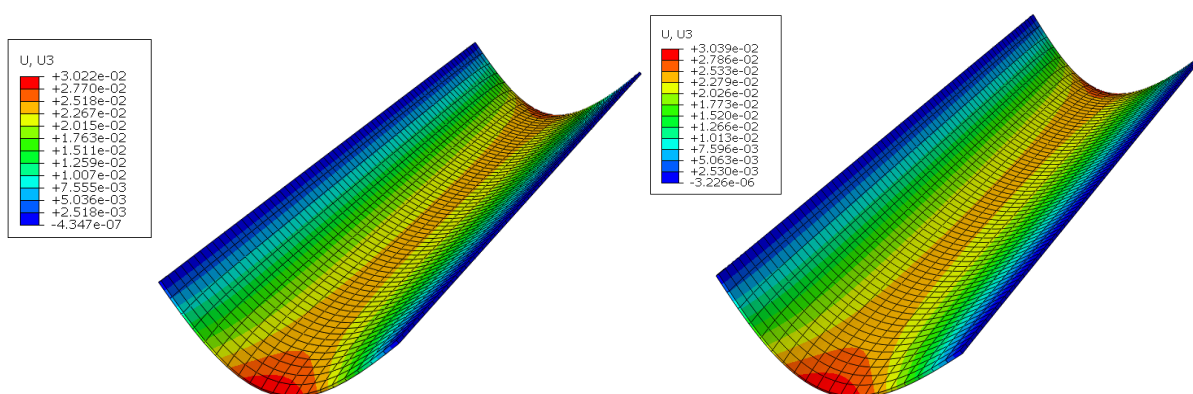 U, U3
+3.022e-02
+2.770e-02
+2.518e-02
+2.267e-02
+2.015e-02
+1.763e-02
+1.511e-02
+1.259e-02
+1.007e-02
+7.555e-03
+5.036e-03
+2.518e-03
-4.347e-07
U, U3
+3.039e-02
+2.786e-02
+2.533e-02
+2.279e-02
+2.026e-02
+1.773e-02
+1.520e-02
+1.266e-02
+1.013e-02
+7.596e-03
+5.063e-03
+2.530e-03
-3.226e-06